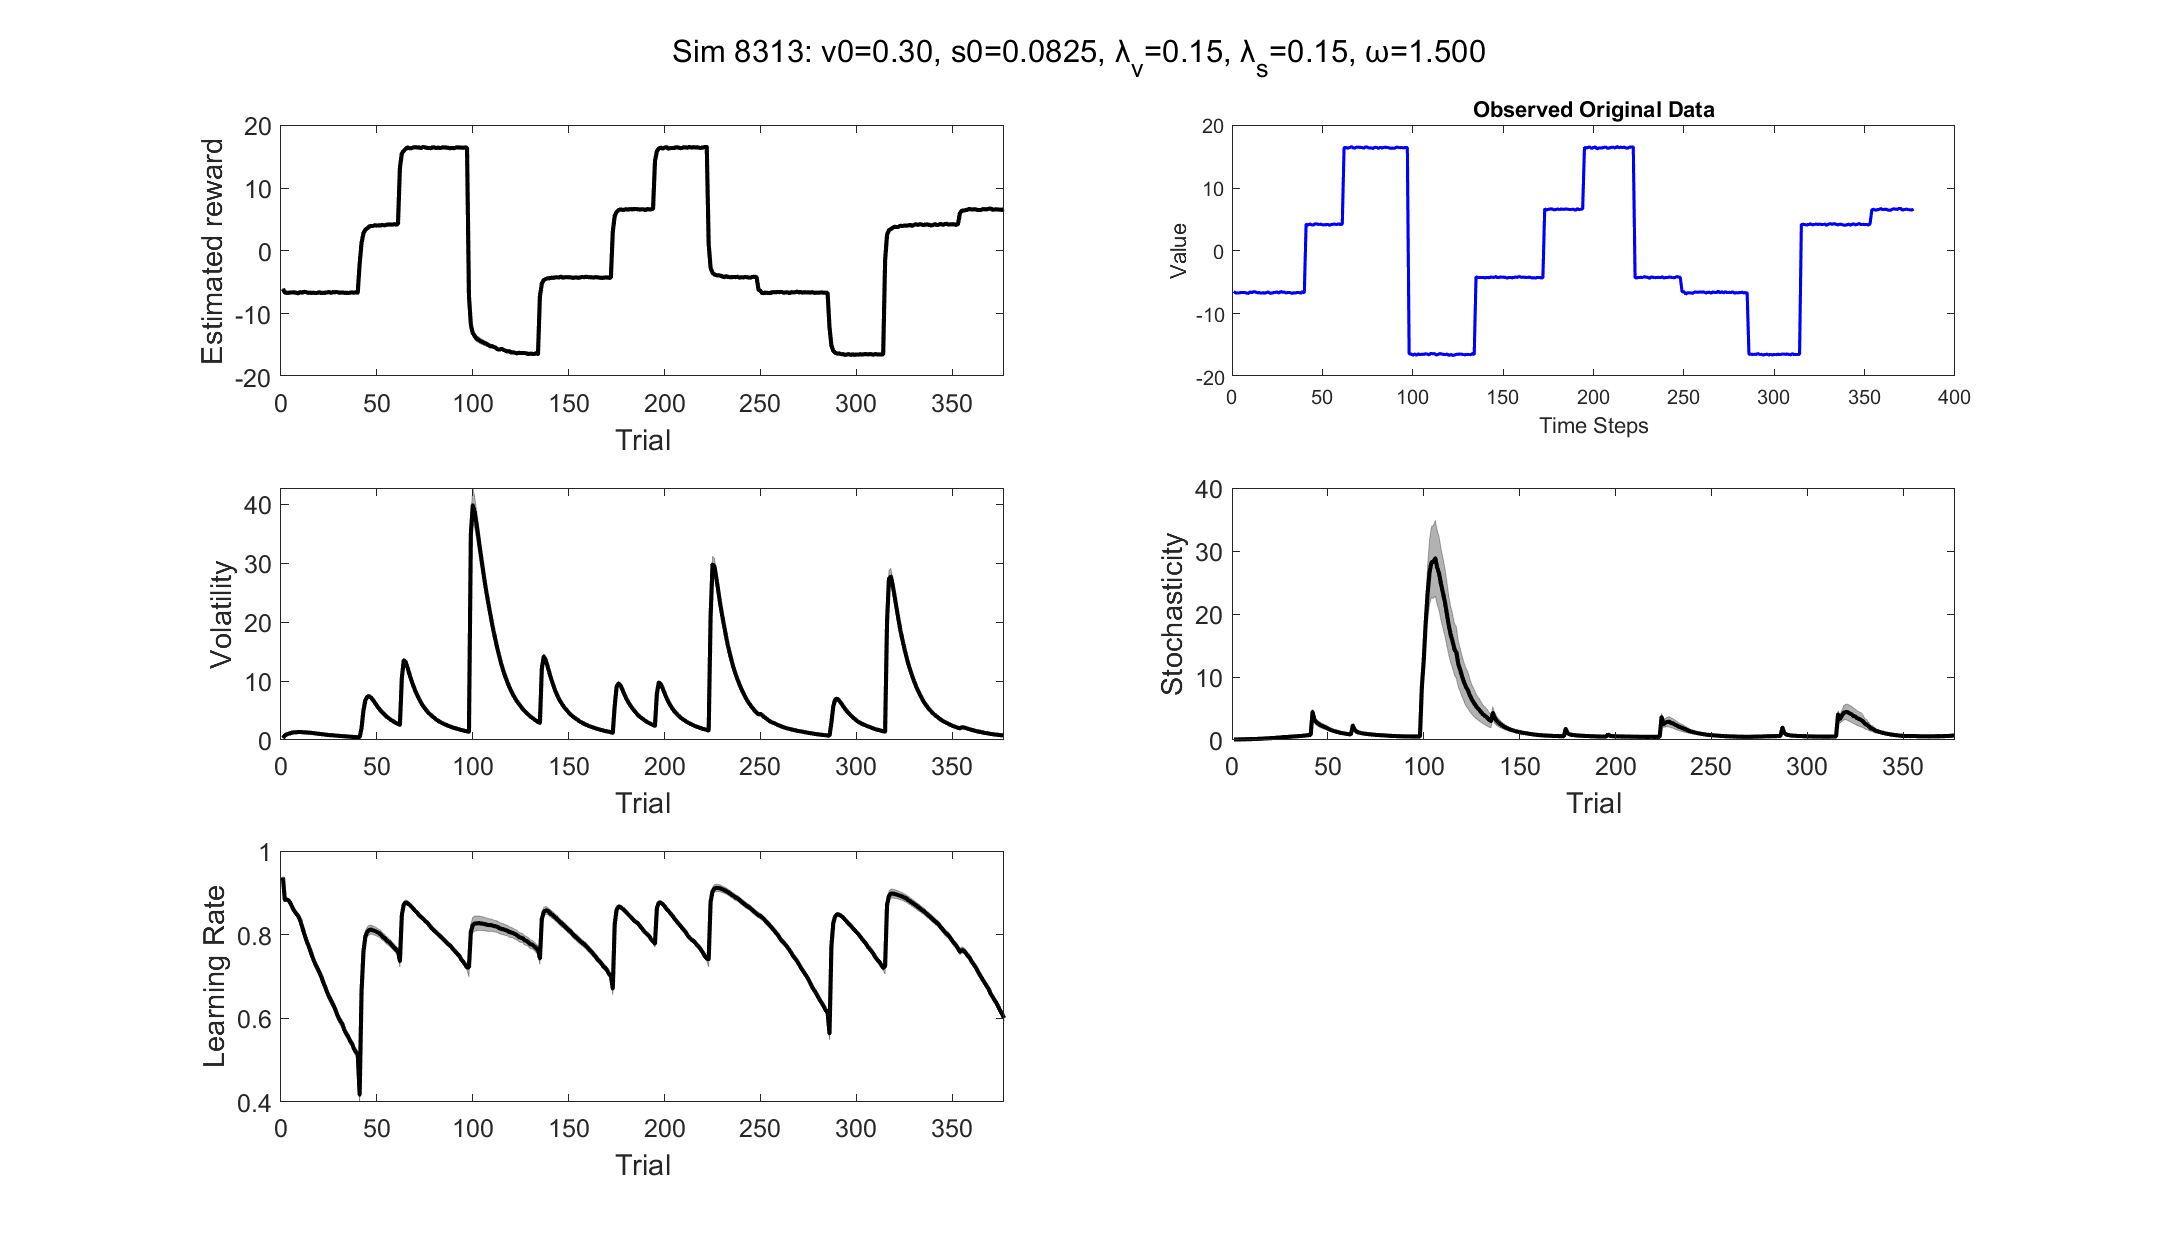 Sim 8313: v0=0.30, s0=0.0825, λv=0.15, λs=0.15, ω=1.500
20
10
0
-10
-20
Estimated reward
0 50 100 150 200 250 300 350
Trial
Observed Original Data
20
10
0
-10
-20
Value
0 50 100 150 200 250 300 350 400
Time Steps
40
30
20
10
0
Volatility
0 50 100 150 200 250 300 350
Trial
40
30
20
10
0
Stochasticity
0 50 100 150 200 250 300 350
Trial
1
0.8
0.6
0.4
Learning Rate
0 50 100 150 200 250 300 350
Trial